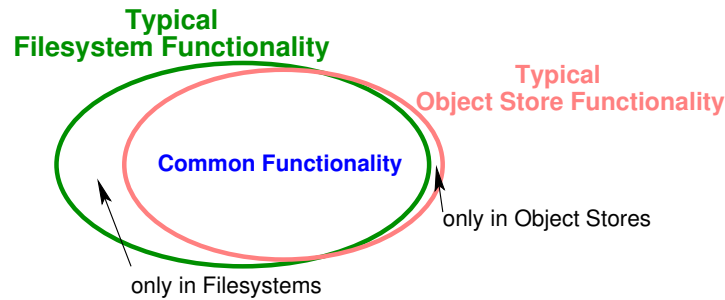 Typical
Filesystem Functionality
Typical
Object Store Functionality
Common Functionality
only in Object Stores
only in Filesystems